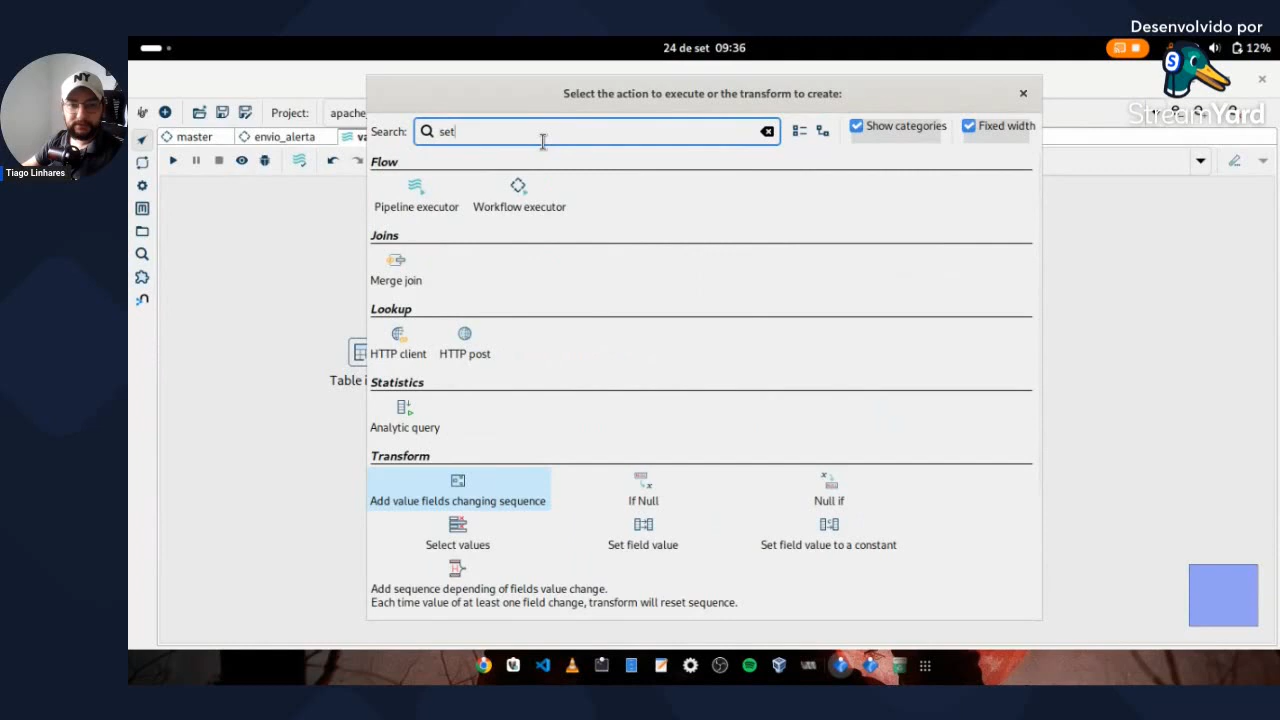 Desenvolvido por
StreamYard
24 de set 09:36
12%
Tiago Linhares
Select the action to execute or the transform to create:
Project:
apache_
Search:
set
Show categories
Fixed width
master
envio_alerta
Flow
Pipeline executor
Workflow executor
Joins
Merge join
Lookup
HTTP client
HTTP post
Table
Statistics
Analytic query
Transform
Add value fields changing sequence
If Null
Null if
Select values
Set field value
Set field value to a constant
Add sequence depending of fields value change.
Each time value of at least one field change, transform will reset sequence.